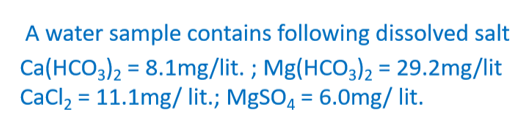 A water sample contains following dissolved salt
Ca(HCO₃)₂ = 8.1mg/lit. ; Mg(HCO₃)₂ = 29.2mg/lit
CaCl₂ = 11.1mg/ lit.; MgSO₄ = 6.0mg/ lit.